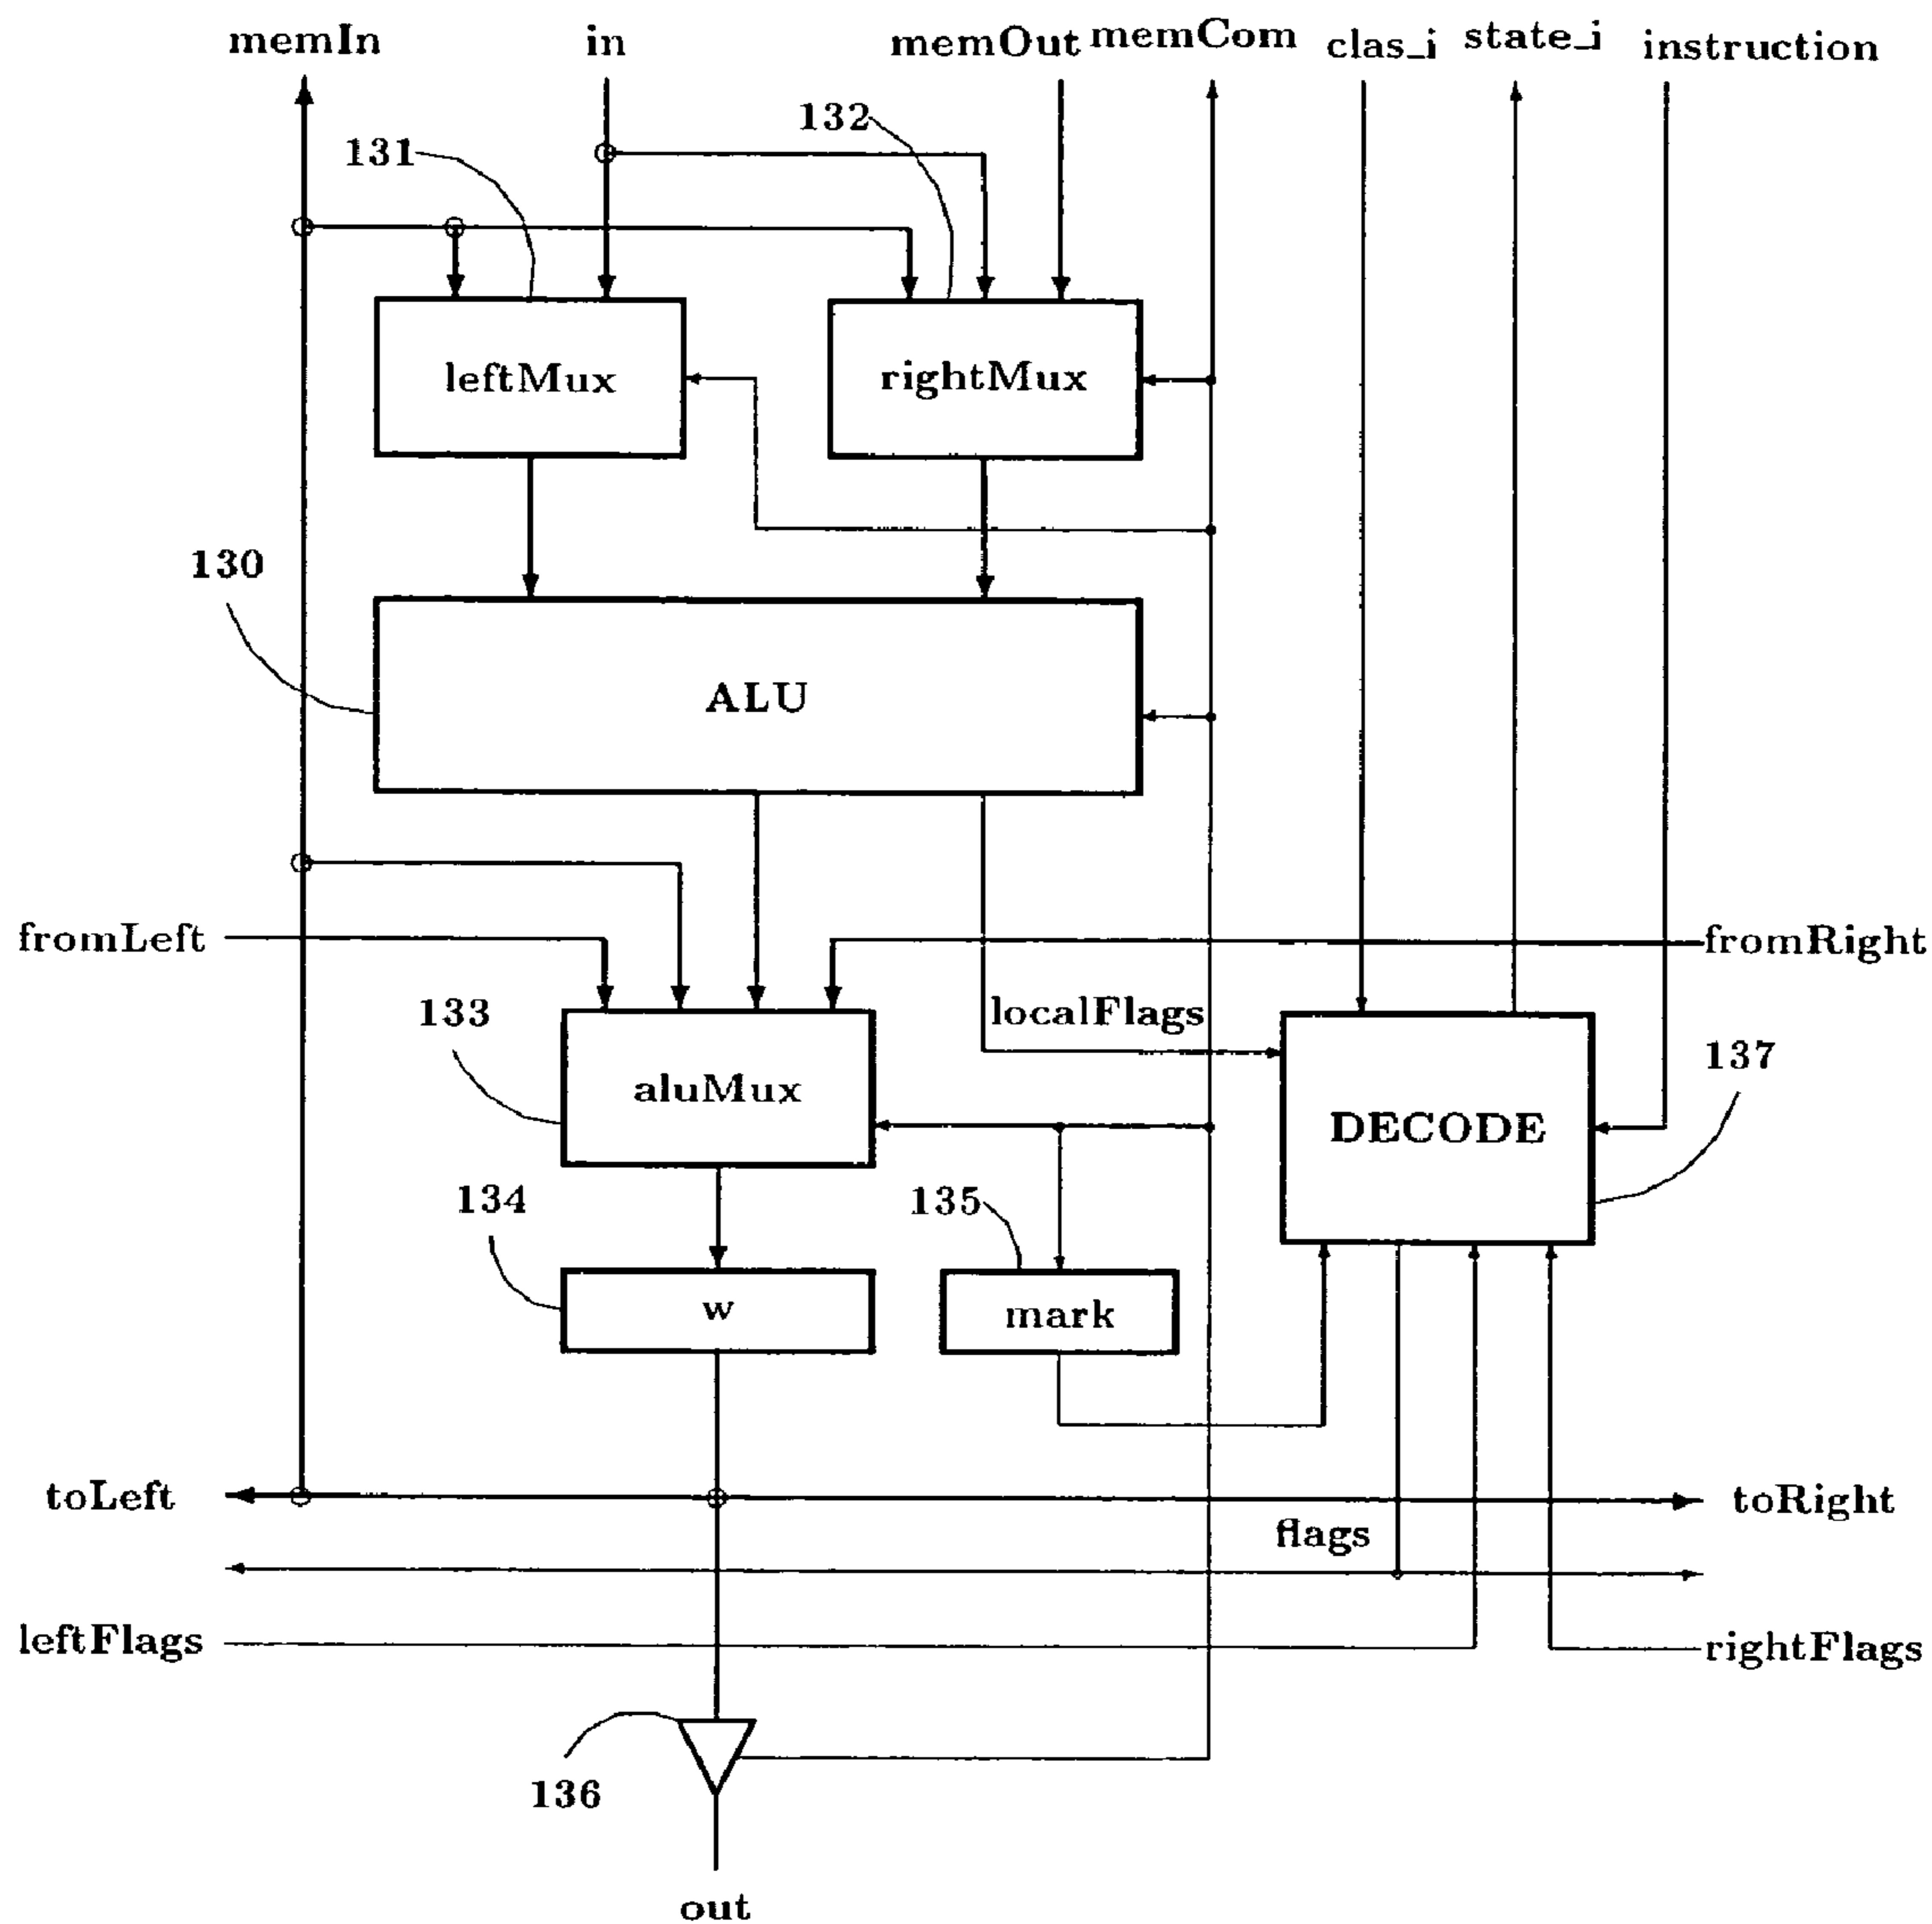 memIn in memOut memCom clas_i state_i instruction
132
131
leftMux rightMux
130
ALU
fromLeft fromRight
133 localFlags
137
aluMux DECODE
134 135
w mark
toLeft toRight
flags
leftFlags rightFlags
136
out